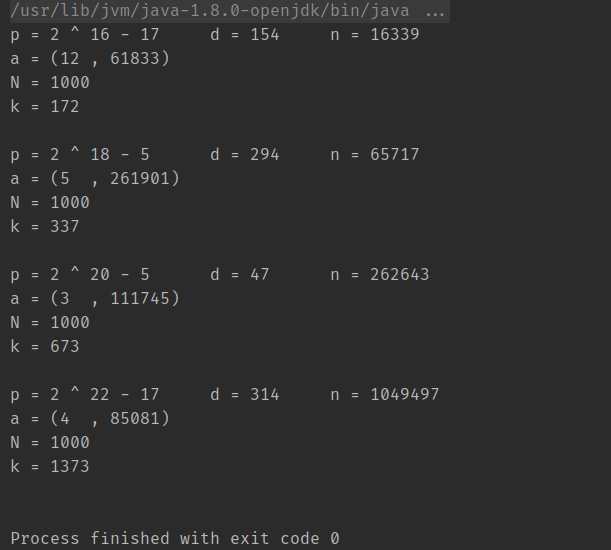 /usr/lib/jvm/java-1.8.0-openjdk/bin/java ...
p = 2 ^ 16 - 17     d = 154     n = 16339
a = (12 , 61833)
N = 1000
k = 172
p = 2 ^ 18 - 5      d = 294     n = 65717
a = (5  , 261901)
N = 1000
k = 337
p = 2 ^ 20 - 5      d = 47      n = 262643
a = (3  , 111745)
N = 1000
k = 673
p = 2 ^ 22 - 17     d = 314     n = 1049497
a = (4  , 85081)
N = 1000
k = 1373
Process finished with exit code 0